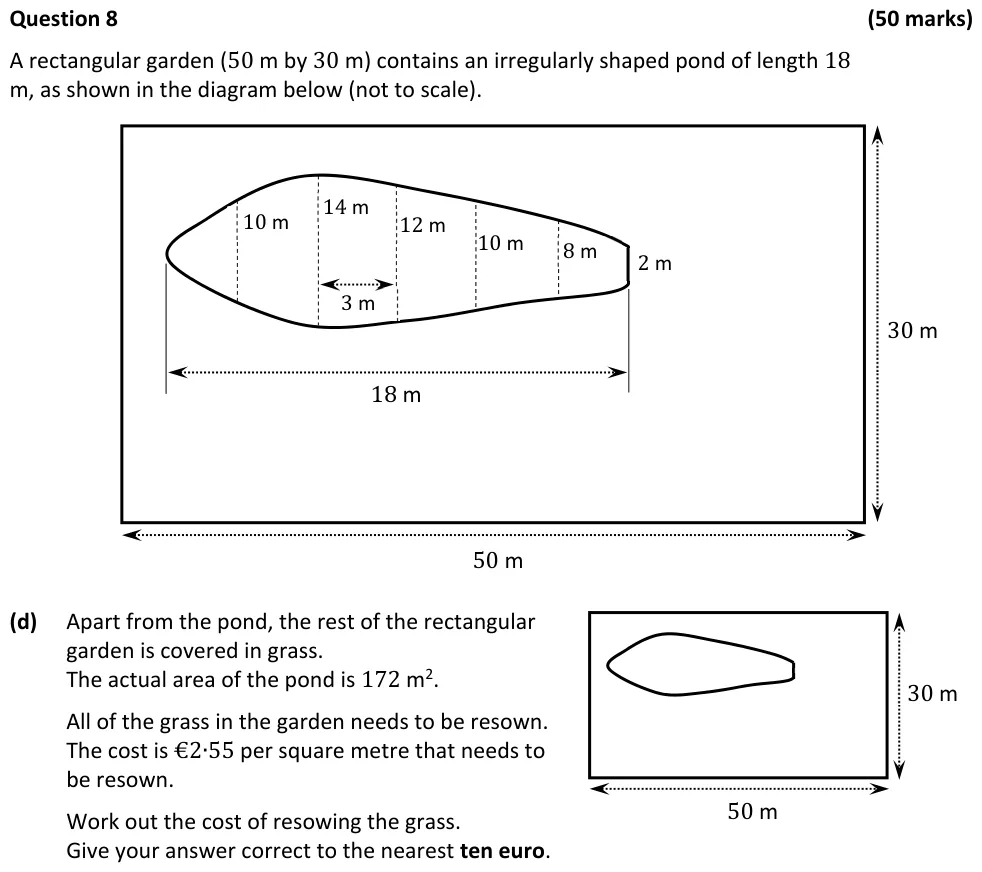 Question 8 (50 marks)
A rectangular garden (50 m by 30 m) contains an irregularly shaped pond of length 18
m, as shown in the diagram below (not to scale).
10 m
14 m
12 m
10 m
8 m
2 m
3 m
30 m
18 m
50 m
(d) Apart from the pond, the rest of the rectangular
garden is covered in grass.
The actual area of the pond is 172 m².
All of the grass in the garden needs to be resown.
The cost is €2·55 per square metre that needs to
be resown.
Work out the cost of resowing the grass.
Give your answer correct to the nearest ten euro.
30 m
50 m